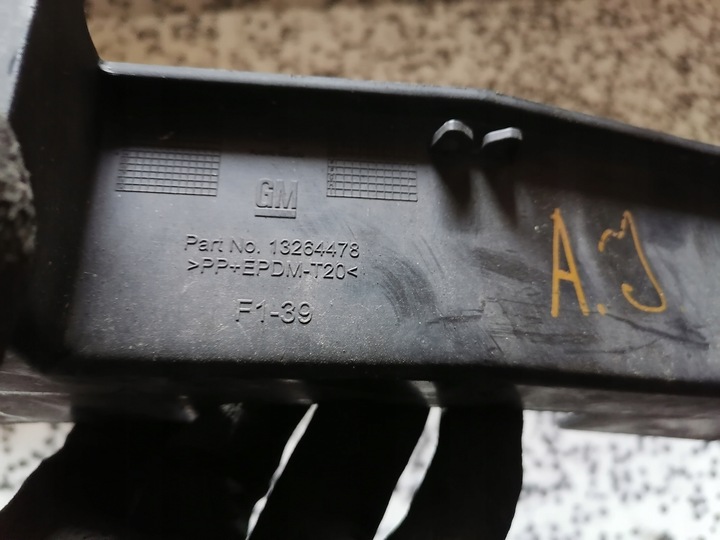 GM
Part No. 13264478
>PP+EPDM-T20<
F1-39
A.J